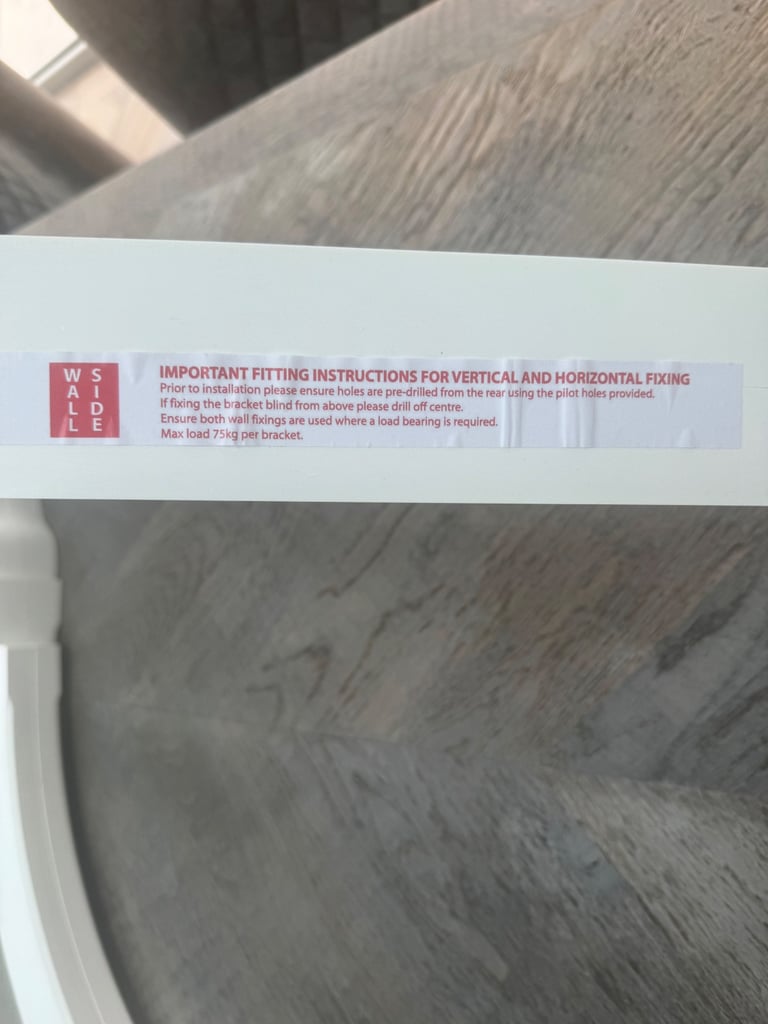 WALL SIDE
IMPORTANT FITTING INSTRUCTIONS FOR VERTICAL AND HORIZONTAL FIXING
Prior to installation please ensure holes are pre-drilled from the rear using the pilot holes provided.
If fixing the bracket blind from above please drill off centre.
Ensure both wall fixings are used where a load bearing is required.
Max load 75kg per bracket.